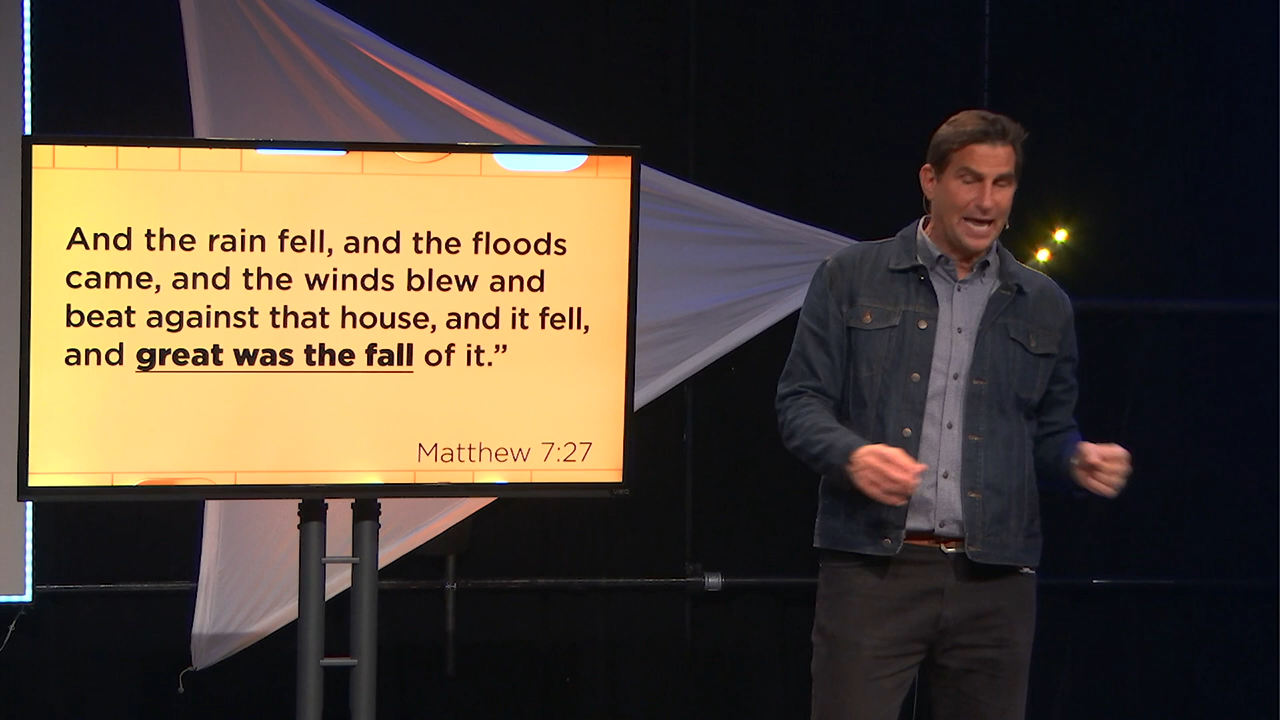 And the rain fell, and the floods
came, and the winds blew and
beat against that house, and it fell,
and great was the fall of it.”
Matthew 7:27